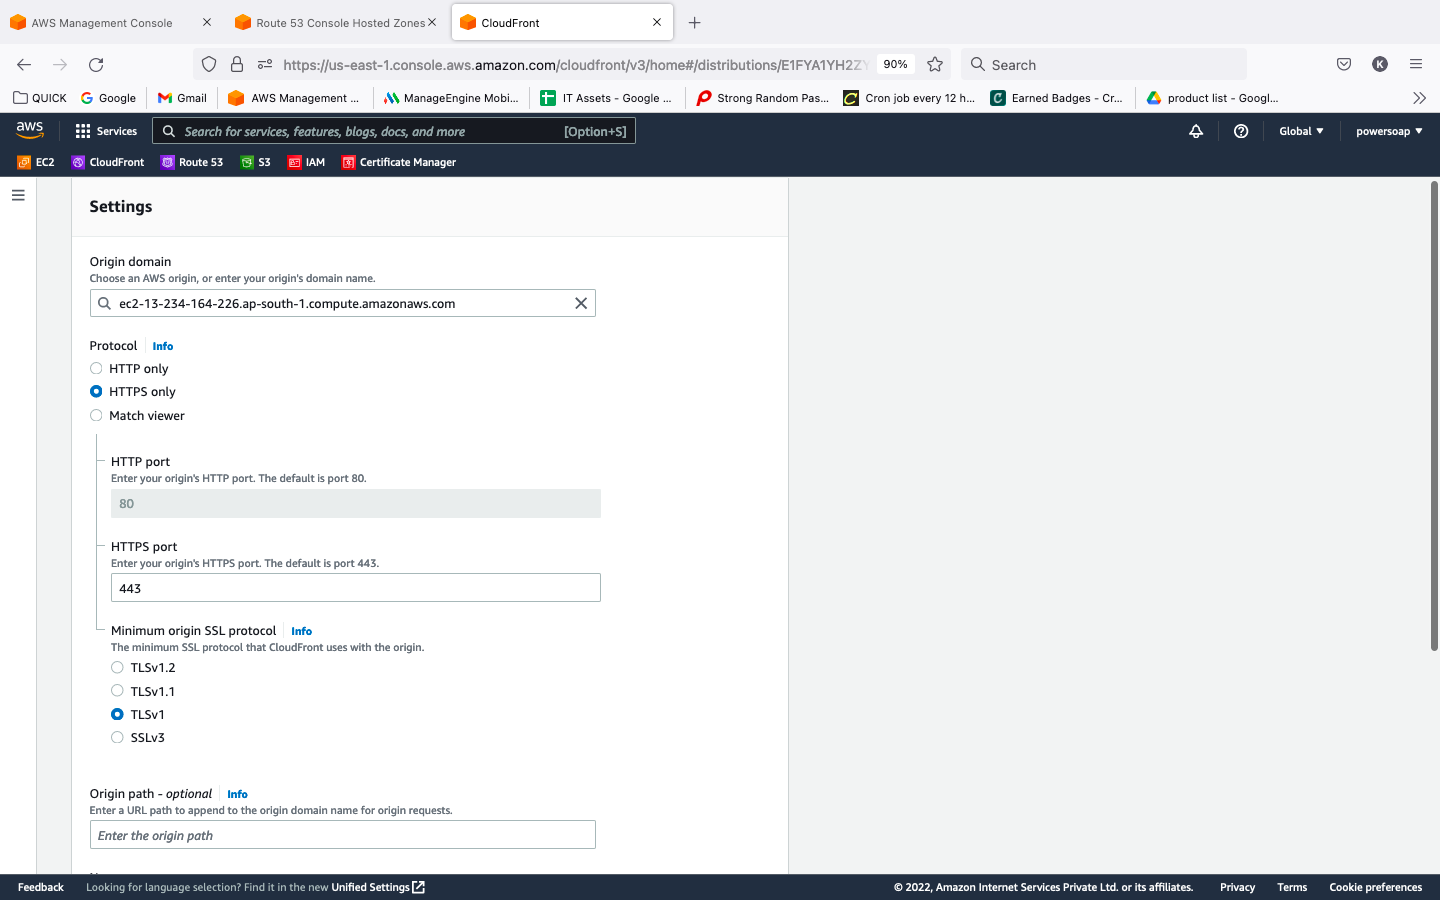 AWS Management Console
Route 53 Console Hosted Zones
CloudFront
https://us-east-1.console.aws.amazon.com/cloudfront/v3/home#/distributions/E1FYA1YH2ZY
90%
Search
K
QUICK
Google
Gmail
AWS Management ...
ManageEngine Mobi...
IT Assets - Google ...
Strong Random Pas...
Cron job every 12 h...
Earned Badges - Cr...
product list - Googl...
aws
Services
Search for services, features, blogs, docs, and more
[Option+S]
Global
powersoap
EC2
CloudFront
Route 53
S3
IAM
Certificate Manager
Settings
Origin domain
Choose an AWS origin, or enter your origin's domain name.
ec2-13-234-164-226.ap-south-1.compute.amazonaws.com
Protocol
Info
HTTP only
HTTPS only
Match viewer
HTTP port
Enter your origin's HTTP port. The default is port 80.
80
HTTPS port
Enter your origin's HTTPS port. The default is port 443.
443
Minimum origin SSL protocol
Info
The minimum SSL protocol that CloudFront uses with the origin.
TLSv1.2
TLSv1.1
TLSv1
SSLv3
Origin path - optional
Info
Enter a URL path to append to the origin domain name for origin requests.
Enter the origin path
Feedback
Looking for language selection? Find it in the new Unified Settings
© 2022, Amazon Internet Services Private Ltd. or its affiliates.
Privacy
Terms
Cookie preferences